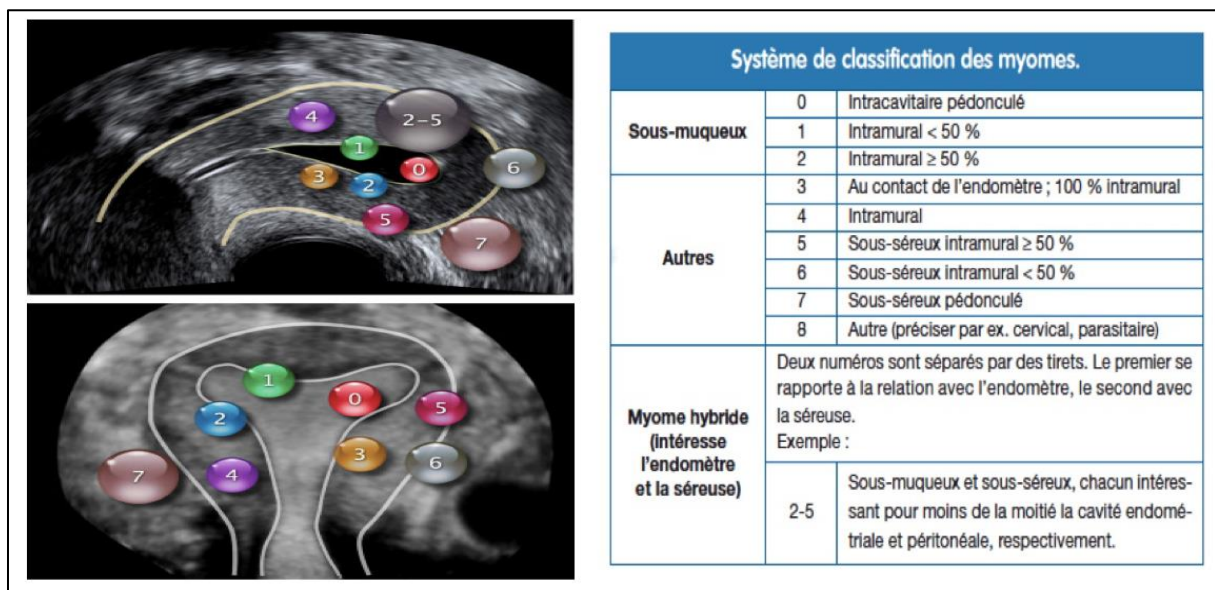 4
2–5
1
0
6
3
2
5
7
1
0
2
5
3
6
4
7
Système de classification des myomes.
Sous-muqueux
0 Intracavitaire pédonculé
1 Intramural < 50 %
2 Intramural ≥ 50 %
Autres
3 Au contact de l'endomètre ; 100 % intramural
4 Intramural
5 Sous-séreux intramural ≥ 50 %
6 Sous-séreux intramural < 50 %
7 Sous-séreux pédonculé
8 Autre (préciser par ex. cervical, parasitaire)
Myome hybride
(intéresse
l'endomètre
et la séreuse)
Deux numéros sont séparés par des tirets. Le premier se
rapporte à la relation avec l'endomètre, le second avec
la séreuse.
Exemple :
2-5
Sous-muqueux et sous-séreux, chacun intéres-
sant pour moins de la moitié la cavité endomé-
triale et péritonéale, respectivement.